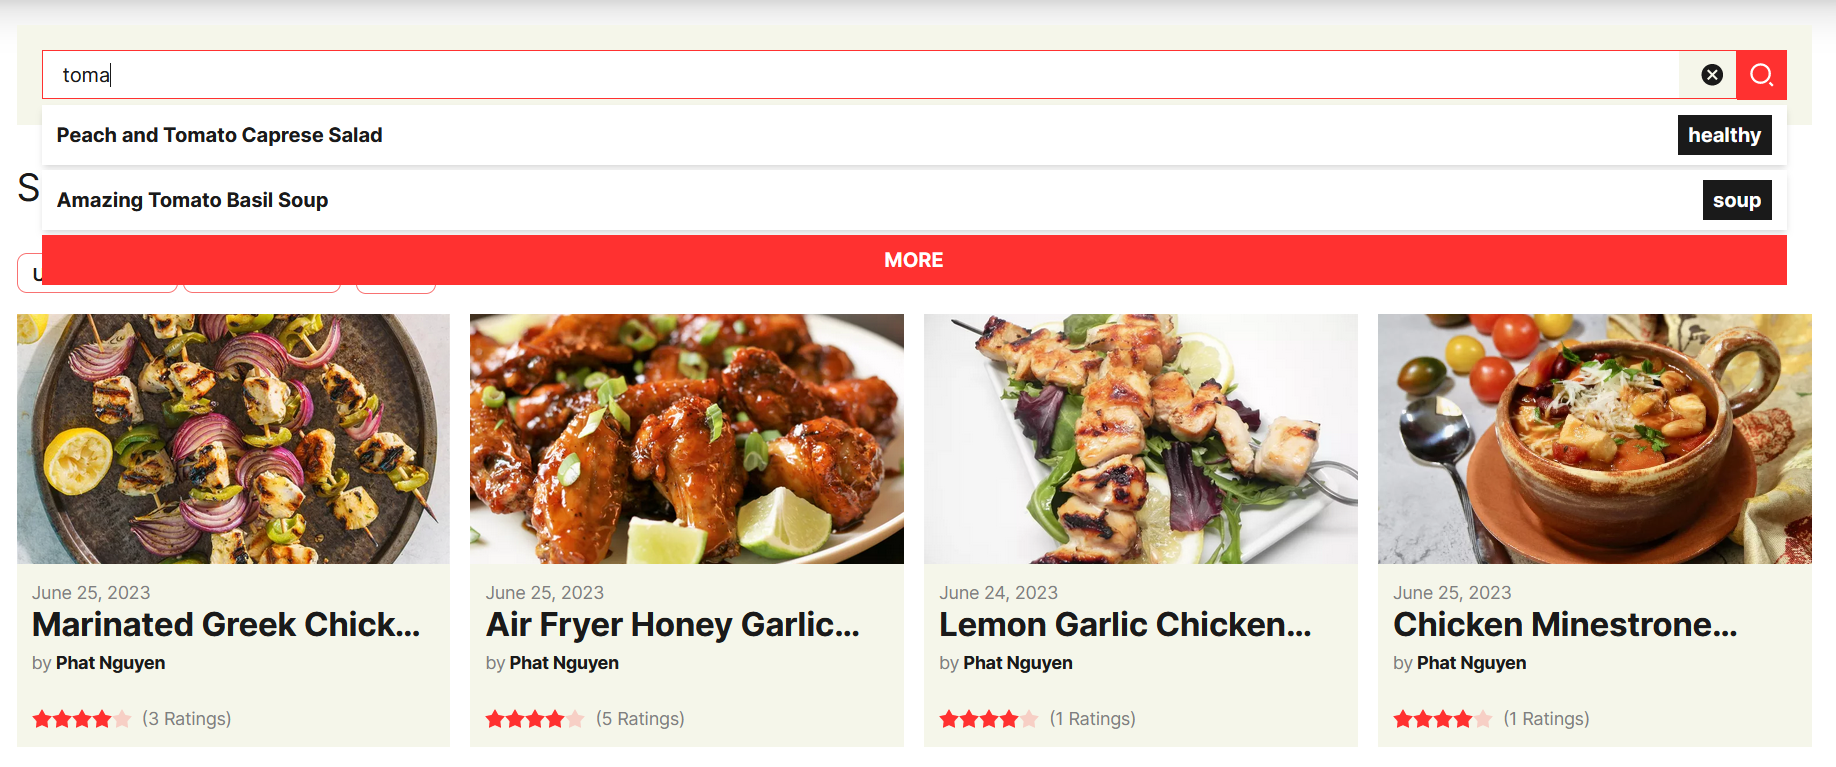 toma
Peach and Tomato Caprese Salad healthy
S
Amazing Tomato Basil Soup soup
MORE
June 25, 2023
Marinated Greek Chick...
by Phat Nguyen
(3 Ratings)
June 25, 2023
Air Fryer Honey Garlic...
by Phat Nguyen
(5 Ratings)
June 24, 2023
Lemon Garlic Chicken...
by Phat Nguyen
(1 Ratings)
June 25, 2023
Chicken Minestrone...
by Phat Nguyen
(1 Ratings)